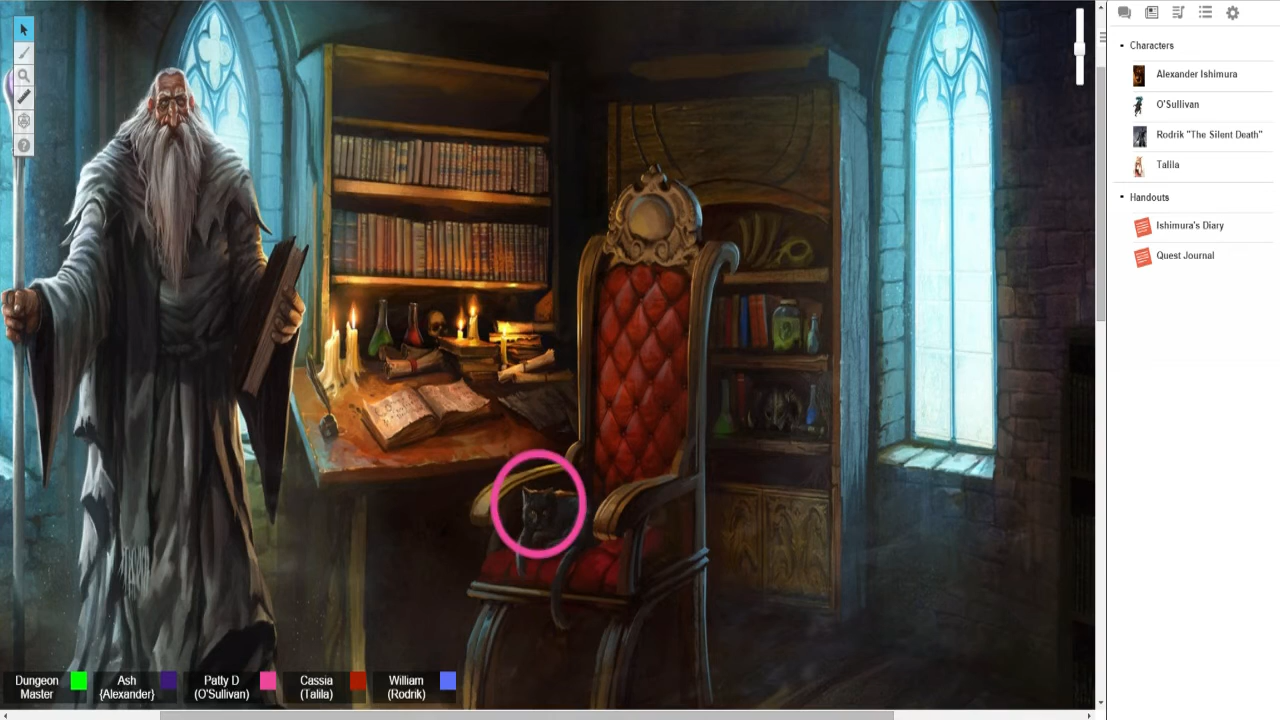 Characters
Alexander Ishimura
O'Sullivan
Rodrik "The Silent Death"
Talila
Handouts
Ishimura's Diary
Quest Journal
Dungeon
Master
Ash
{Alexander}
Patty D
(O'Sullivan)
Cassia
(Talila)
William
(Rodrik)